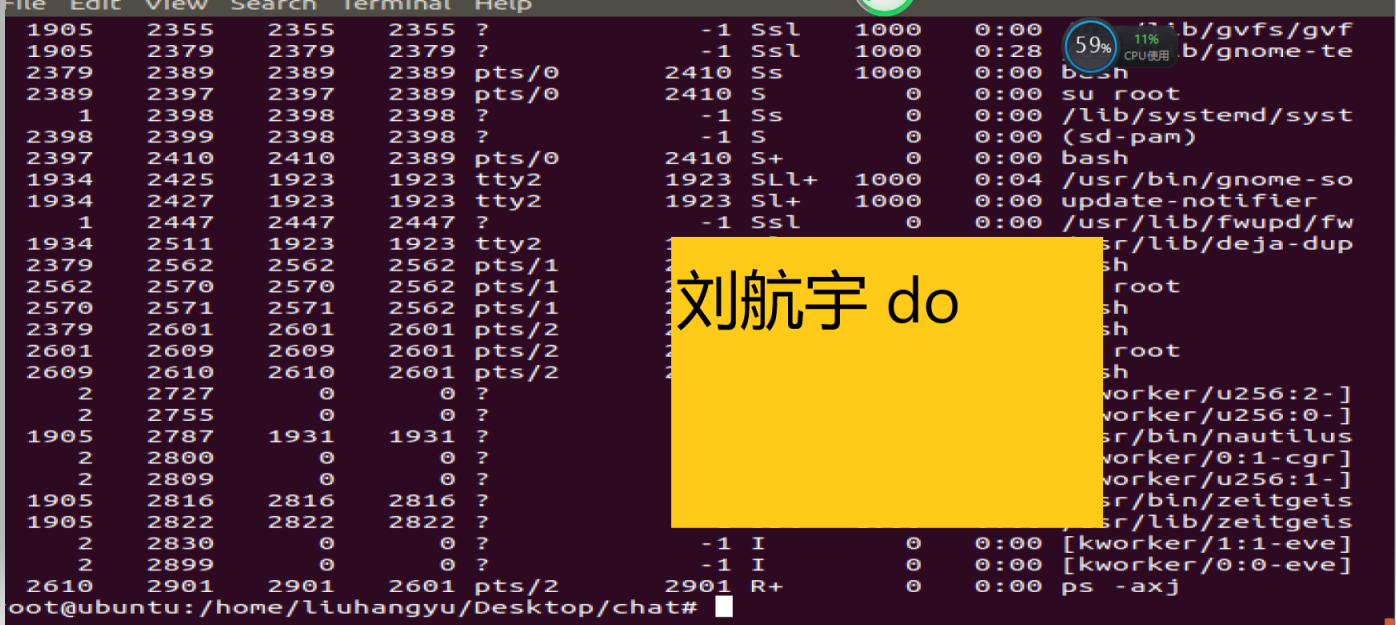 File Edit View Search Terminal Help
1905 2355 2355 2355 ? -1 Ssl 1000 0:00 b/gvfs/gvf
59% 11%
CPU使用
1905 2379 2379 2379 ? -1 Ssl 1000 0:28 b/gnome-te
2379 2389 2389 2389 pts/0 2410 Ss 1000 0:00 bash
2389 2397 2397 2389 pts/0 2410 S 0 0:00 su root
1 2398 2398 2398 ? -1 Ss 0 0:00 /lib/systemd/syst
2398 2399 2398 2398 ? -1 S 0 0:00 (sd-pam)
2397 2410 2410 2389 pts/0 2410 S+ 0 0:00 bash
1934 2425 1923 1923 tty2 1923 SLl+ 1000 0:04 /usr/bin/gnome-so
1934 2427 1923 1923 tty2 1923 Sl+ 1000 0:00 update-notifier
1 2447 2447 2447 ? -1 Ssl 0 0:00 /usr/lib/fwupd/fw
1934 2511 1923 1923 tty2 sr/lib/deja-dup
2379 2562 2562 2562 pts/1 sh
2562 2570 2570 2562 pts/1 root
2570 2571 2571 2562 pts/1 sh
2379 2601 2601 2601 pts/2 sh
2601 2609 2609 2601 pts/2 root
2609 2610 2610 2601 pts/2 sh
刘航宇 do
2 2727 0 0 ? worker/u256:2-]
2 2755 0 0 ? worker/u256:0-]
1905 2787 1931 1931 ? sr/bin/nautilus
2 2800 0 0 ? worker/0:1-cgr]
2 2809 0 0 ? worker/u256:1-]
1905 2816 2816 2816 ? sr/bin/zeitgeis
1905 2822 2822 2822 ? sr/lib/zeitgeis
2 2830 0 0 ? -1 I 0 0:00 [kworker/1:1-eve]
2 2899 0 0 ? -1 I 0 0:00 [kworker/0:0-eve]
2610 2901 2901 2601 pts/2 2901 R+ 0 0:00 ps -axj
oot@ubuntu:/home/liuhangyu/Desktop/chat#